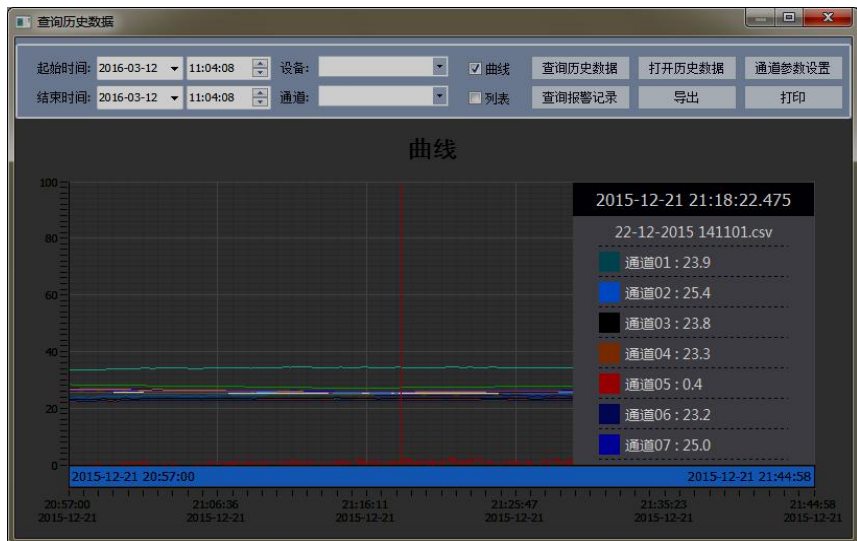 查询历史数据
起始时间: 2016-03-12 11:04:08 设备: 曲线 查询历史数据 打开历史数据 通道参数设置
结束时间: 2016-03-12 11:04:08 通道: 列表 查询报警记录 导出 打印
曲线
100
80
60
40
20
0
2015-12-21 21:18:22.475
22-12-2015 141101.csv
通道01 : 23.9
通道02 : 25.4
通道03 : 23.8
通道04 : 23.3
通道05 : 0.4
通道06 : 23.2
通道07 : 25.0
2015-12-21 20:57:00 2015-12-21 21:44:58
20:57:00 21:06:36 21:16:11 21:25:47 21:35:23 21:44:58
2015-12-21 2015-12-21 2015-12-21 2015-12-21 2015-12-21 2015-12-21